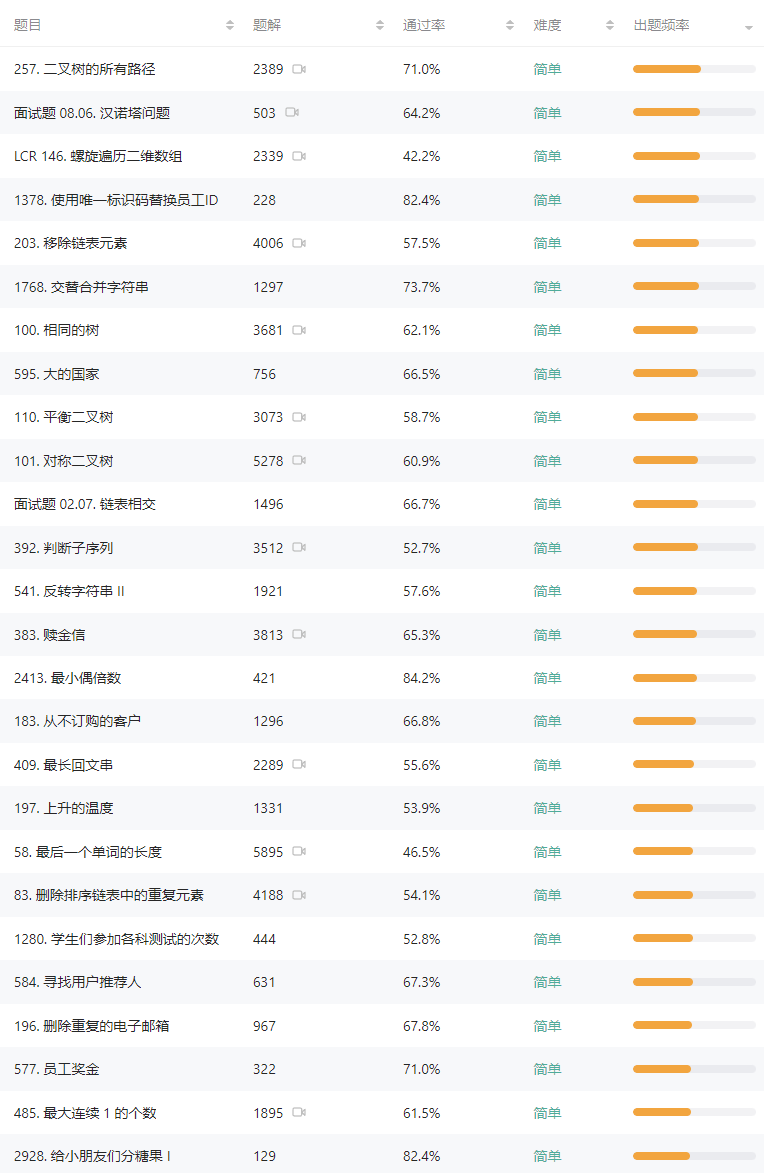 题目 题解 通过率 难度 出题频率
257. 二叉树的所有路径 2389 71.0% 简单
面试题 08.06. 汉诺塔问题 503 64.2% 简单
LCR 146. 螺旋遍历二维数组 2339 42.2% 简单
1378. 使用唯一标识码替换员工ID 228 82.4% 简单
203. 移除链表元素 4006 57.5% 简单
1768. 交替合并字符串 1297 73.7% 简单
100. 相同的树 3681 62.1% 简单
595. 大的国家 756 66.5% 简单
110. 平衡二叉树 3073 58.7% 简单
101. 对称二叉树 5278 60.9% 简单
面试题 02.07. 链表相交 1496 66.7% 简单
392. 判断子序列 3512 52.7% 简单
541. 反转字符串 II 1921 57.6% 简单
383. 赎金信 3813 65.3% 简单
2413. 最小偶倍数 421 84.2% 简单
183. 从不订购的客户 1296 66.8% 简单
409. 最长回文串 2289 55.6% 简单
197. 上升的温度 1331 53.9% 简单
58. 最后一个单词的长度 5895 46.5% 简单
83. 删除排序链表中的重复元素 4188 54.1% 简单
1280. 学生们参加各科测试的次数 444 52.8% 简单
584. 寻找用户推荐人 631 67.3% 简单
196. 删除重复的电子邮箱 967 67.8% 简单
577. 员工奖金 322 71.0% 简单
485. 最大连续 1 的个数 1895 61.5% 简单
2928. 给小朋友们分糖果 I 129 82.4% 简单